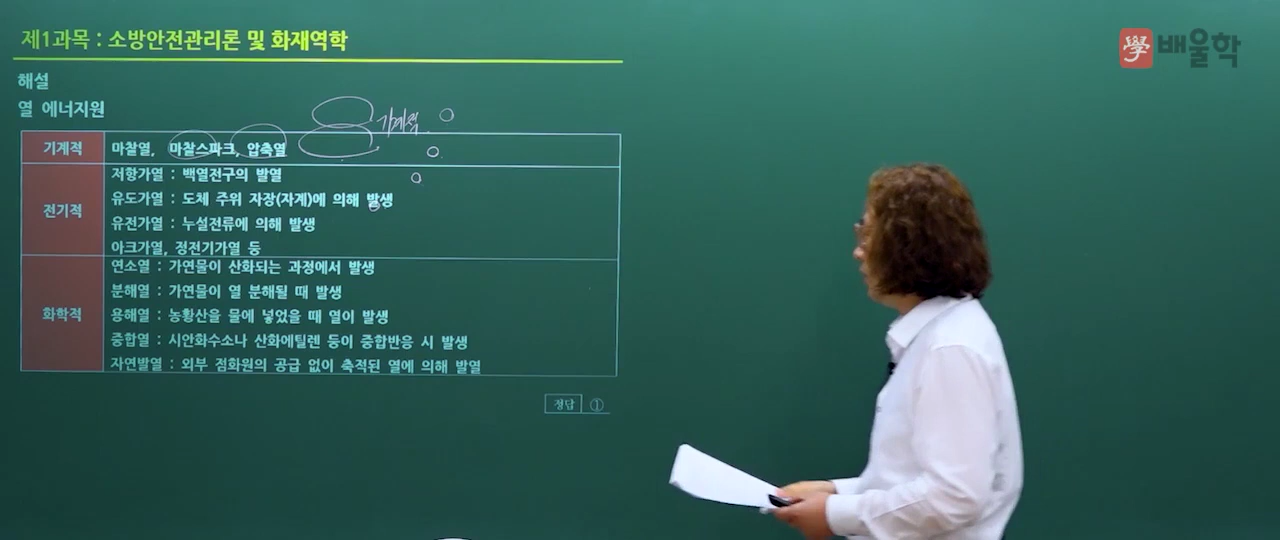 제1과목 : 소방안전관리론 및 화재역학
學 배울학
해설
열 에너지원
기계적
기계적
마찰열, 마찰스파크, 압축열
전기적
저항가열 : 백열전구의 발열
유도가열 : 도체 주위 자장(자계)에 의해 발생
유전가열 : 누설전류에 의해 발생
아크가열, 정전기가열 등
화학적
연소열 : 가연물이 산화되는 과정에서 발생
분해열 : 가연물이 열 분해될 때 발생
용해열 : 농황산을 물에 넣었을 때 열이 발생
중합열 : 시안화수소나 산화에틸렌 등이 중합반응 시 발생
자연발열 : 외부 점화원의 공급 없이 축적된 열에 의해 발열
정답 ①